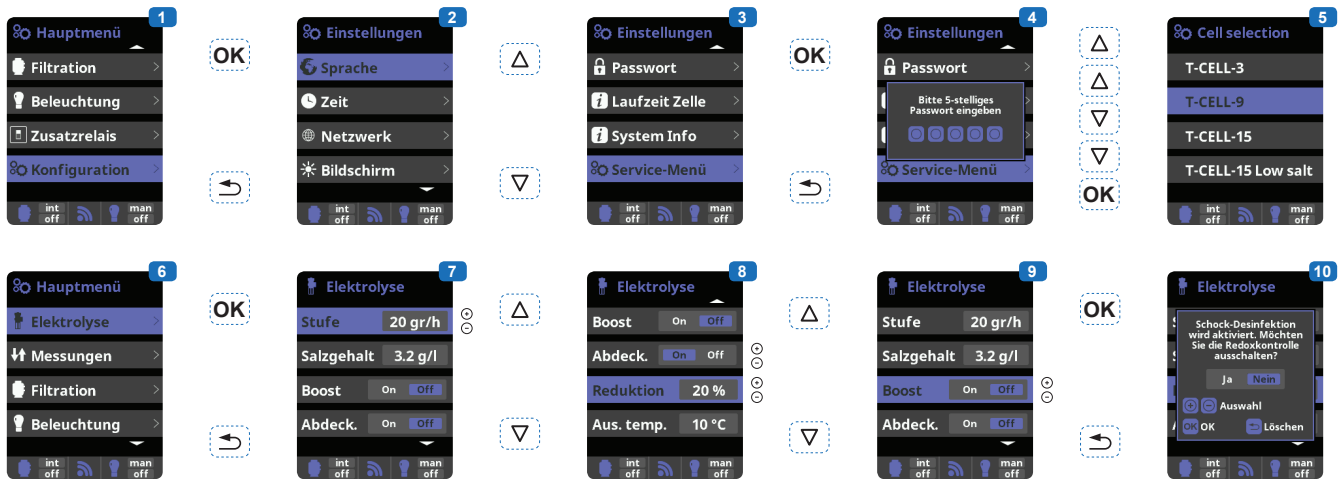 1
Hauptmenü
Filtration
Beleuchtung
Zusatzrelais
Konfiguration
int
off
man
off
OK
2
Einstellungen
Sprache
Zeit
Netzwerk
Bildschirm
int
off
man
off
3
Einstellungen
Passwort
Laufzeit Zelle
System Info
Service-Menü
int
off
man
off
OK
4
Einstellungen
Passwort
Bitte 5-stelliges
Passwort eingeben
Service-Menü
int
off
man
off
OK
5
Cell selection
T-CELL-3
T-CELL-9
T-CELL-15
T-CELL-15 Low salt
int
off
man
off
6
Hauptmenü
Elektrolyse
Messungen
Filtration
Beleuchtung
int
off
man
off
OK
7
Elektrolyse
Stufe 20 gr/h
Salzgehalt 3.2 g/l
Boost On Off
Abdeck. On Off
int
off
man
off
8
Elektrolyse
Boost On Off
Abdeck. On Off
Reduktion 20 %
Aus. temp. 10 °C
int
off
man
off
9
Elektrolyse
Stufe 20 gr/h
Salzgehalt 3.2 g/l
Boost On Off
Abdeck. On Off
int
off
man
off
OK
10
Elektrolyse
Schock-Desinfektion
wird aktiviert. Möchten
Sie die Redoxkontrolle
ausschalten?
Ja Nein
Auswahl
OK OK Löschen
int
off
man
off